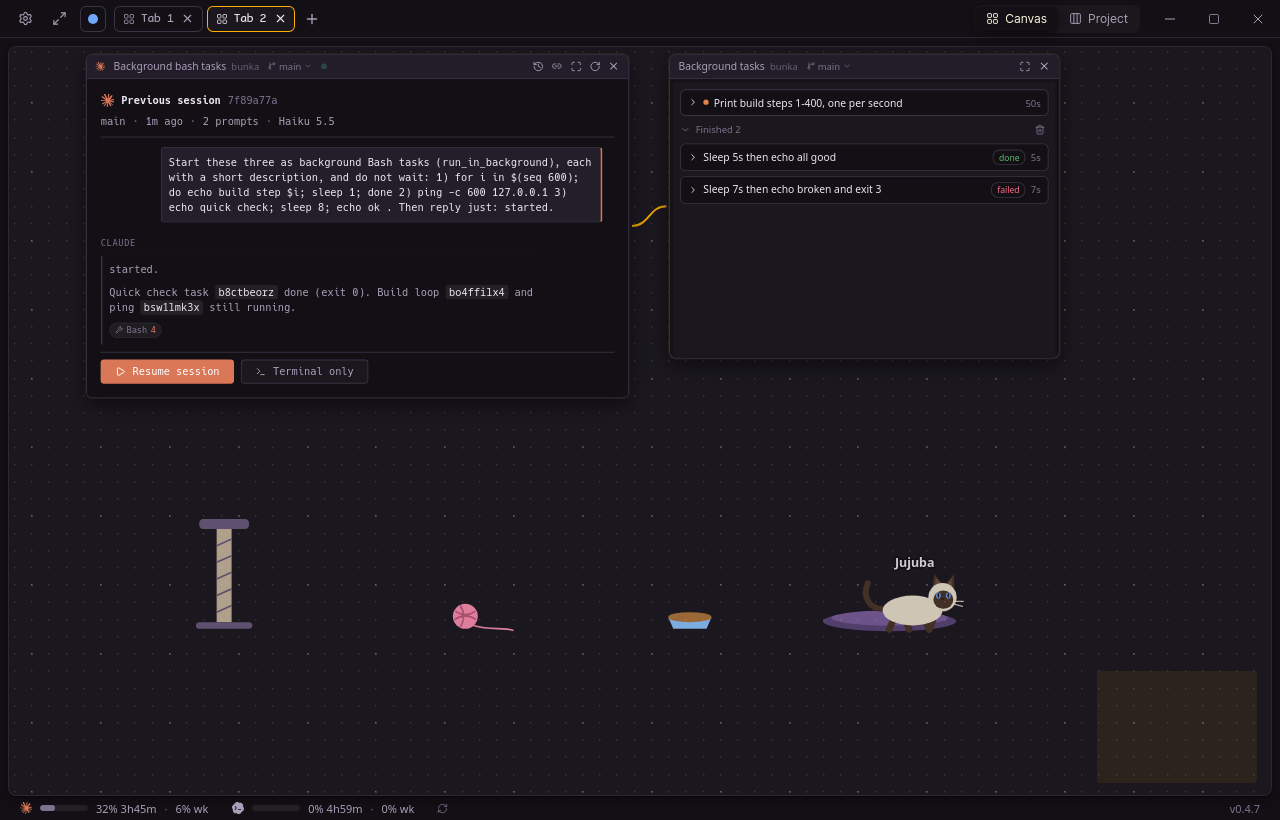 Tab 1
Tab 2
Canvas
Project
Background bash tasks bunka main
Previous session 7f89a77a
main · 1m ago · 2 prompts · Haiku 5.5
Start these three as background Bash tasks (run_in_background), each
with a short description, and do not wait: 1) for i in $(seq 600);
do echo build step $i; sleep 1; done 2) ping -c 600 127.0.0.1 3)
echo quick check; sleep 8; echo ok . Then reply just: started.
CLAUDE
started.
Quick check task b8ctbeorz done (exit 0). Build loop bo4ffilx4 and
ping bsw1lmk3x still running.
Bash 4
Resume session
Terminal only
Background tasks bunka main
Print build steps 1-400, one per second 50s
Finished 2
Sleep 5s then echo all good done 5s
Sleep 7s then echo broken and exit 3 failed 7s
Jujuba
32% 3h45m · 6% wk
0% 4h59m · 0% wk
v0.4.7